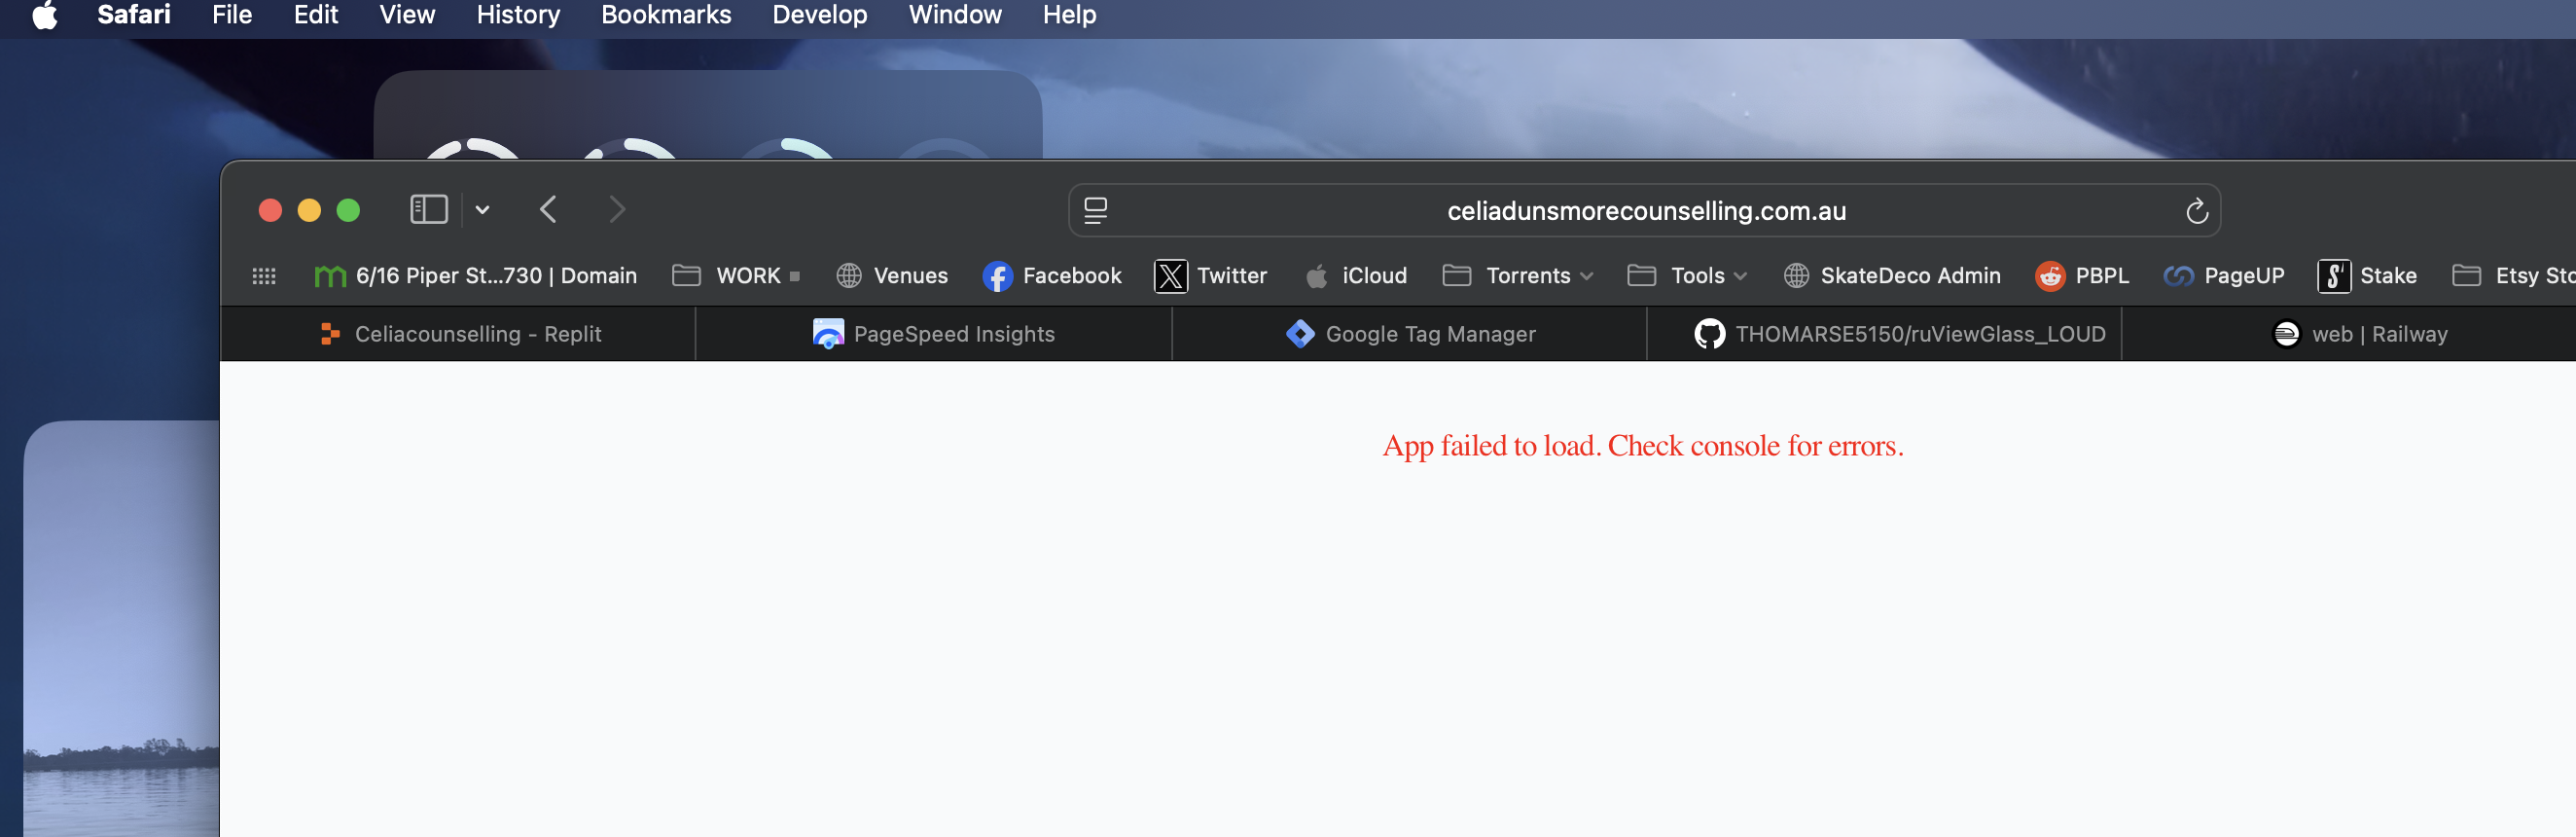 Safari File Edit View History Bookmarks Develop Window Help
celiadunsmorecounselling.com.au
6/16 Piper St...730 | Domain WORK Venues Facebook Twitter iCloud Torrents Tools SkateDeco Admin PBPL PageUP Stake Etsy Sto
Celiacounselling - Replit PageSpeed Insights Google Tag Manager THOMARSE5150/ruViewGlass_LOUD web | Railway
App failed to load. Check console for errors.